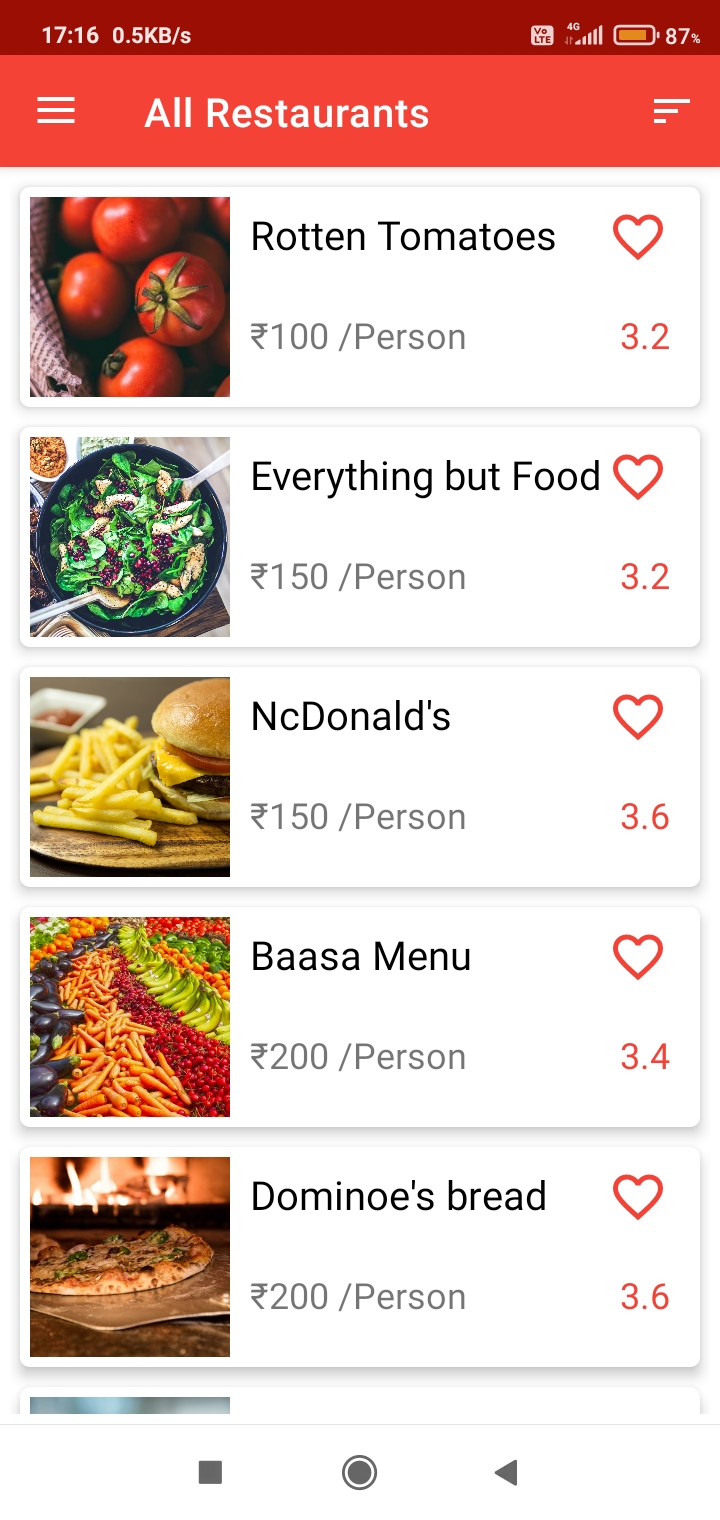 17:16 0.5KB/s Vo LTE 4G 87%
All Restaurants
Rotten Tomatoes
₹100 /Person 3.2
Everything but Food
₹150 /Person 3.2
NcDonald's
₹150 /Person 3.6
Baasa Menu
₹200 /Person 3.4
Dominoe's bread
₹200 /Person 3.6